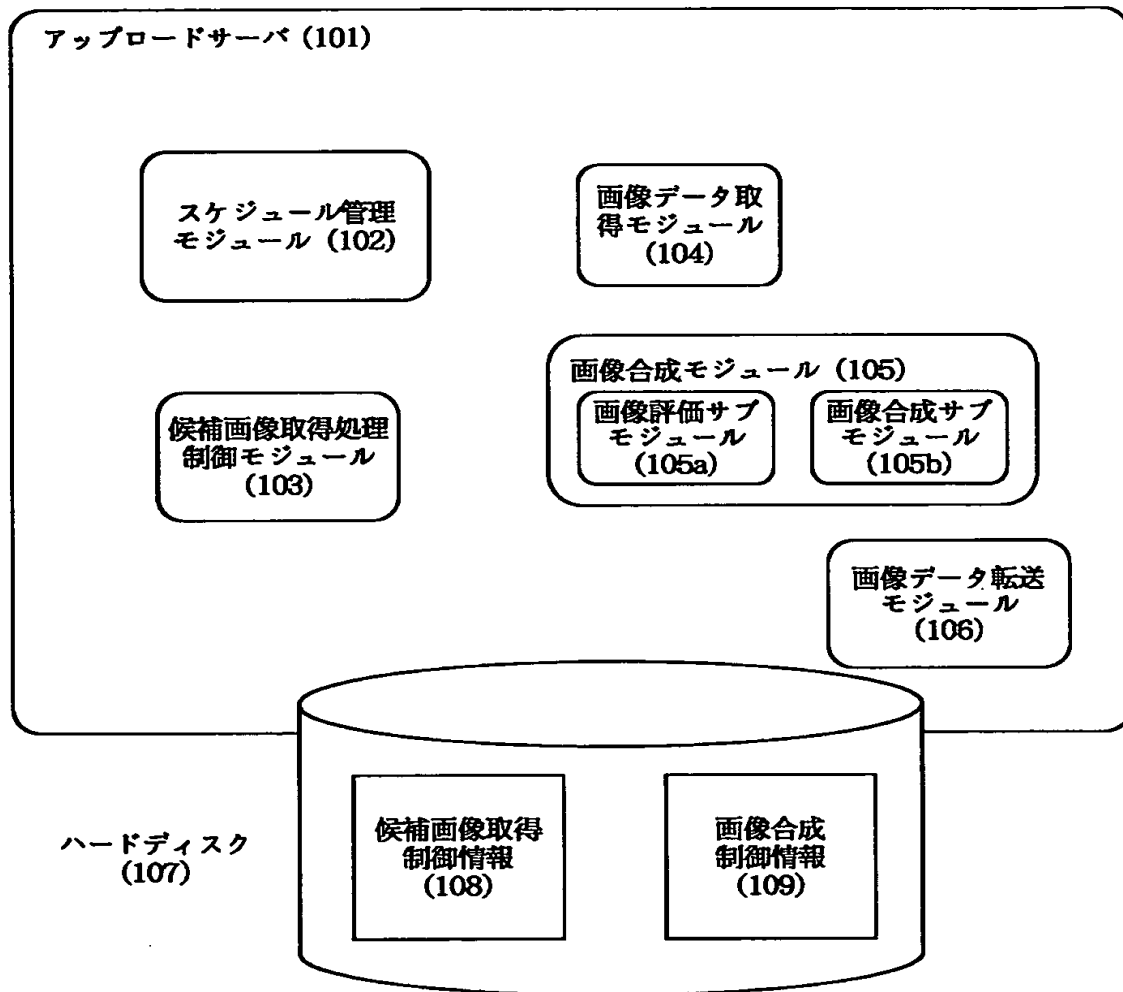 アップロードサーバ (101)
スケジュール管理
モジュール (102)
画像データ取
得モジュール
(104)
画像合成モジュール (105)
画像評価サブ
モジュール
(105a)
画像合成サブ
モジュール
(105b)
候補画像取得処理
制御モジュール
(103)
画像データ転送
モジュール
(106)
ハードディスク
(107)
候補画像取得
制御情報
(108)
画像合成
制御情報
(109)